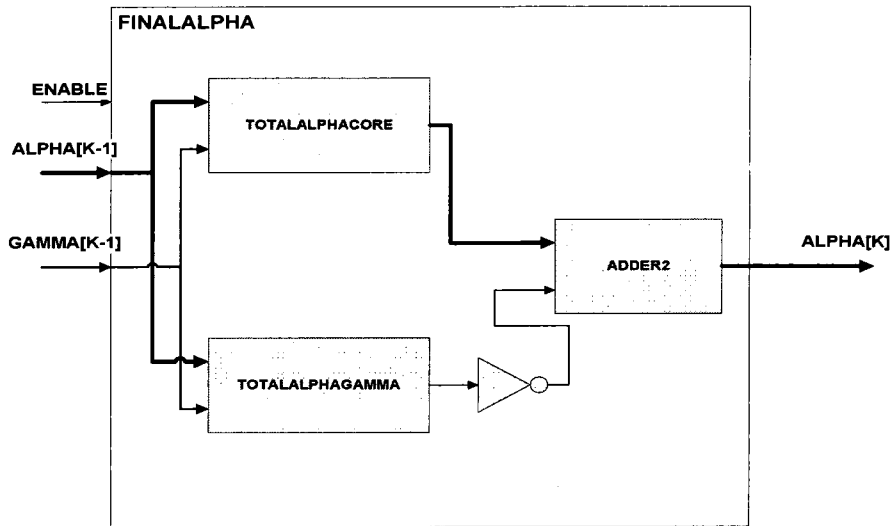 FINALALPHA
ENABLE
TOTALALPHACORE
ALPHA[K-1]
GAMMA[K-1]
ALPHA[K]
ADDER2
TOTALALPHAGAMMA